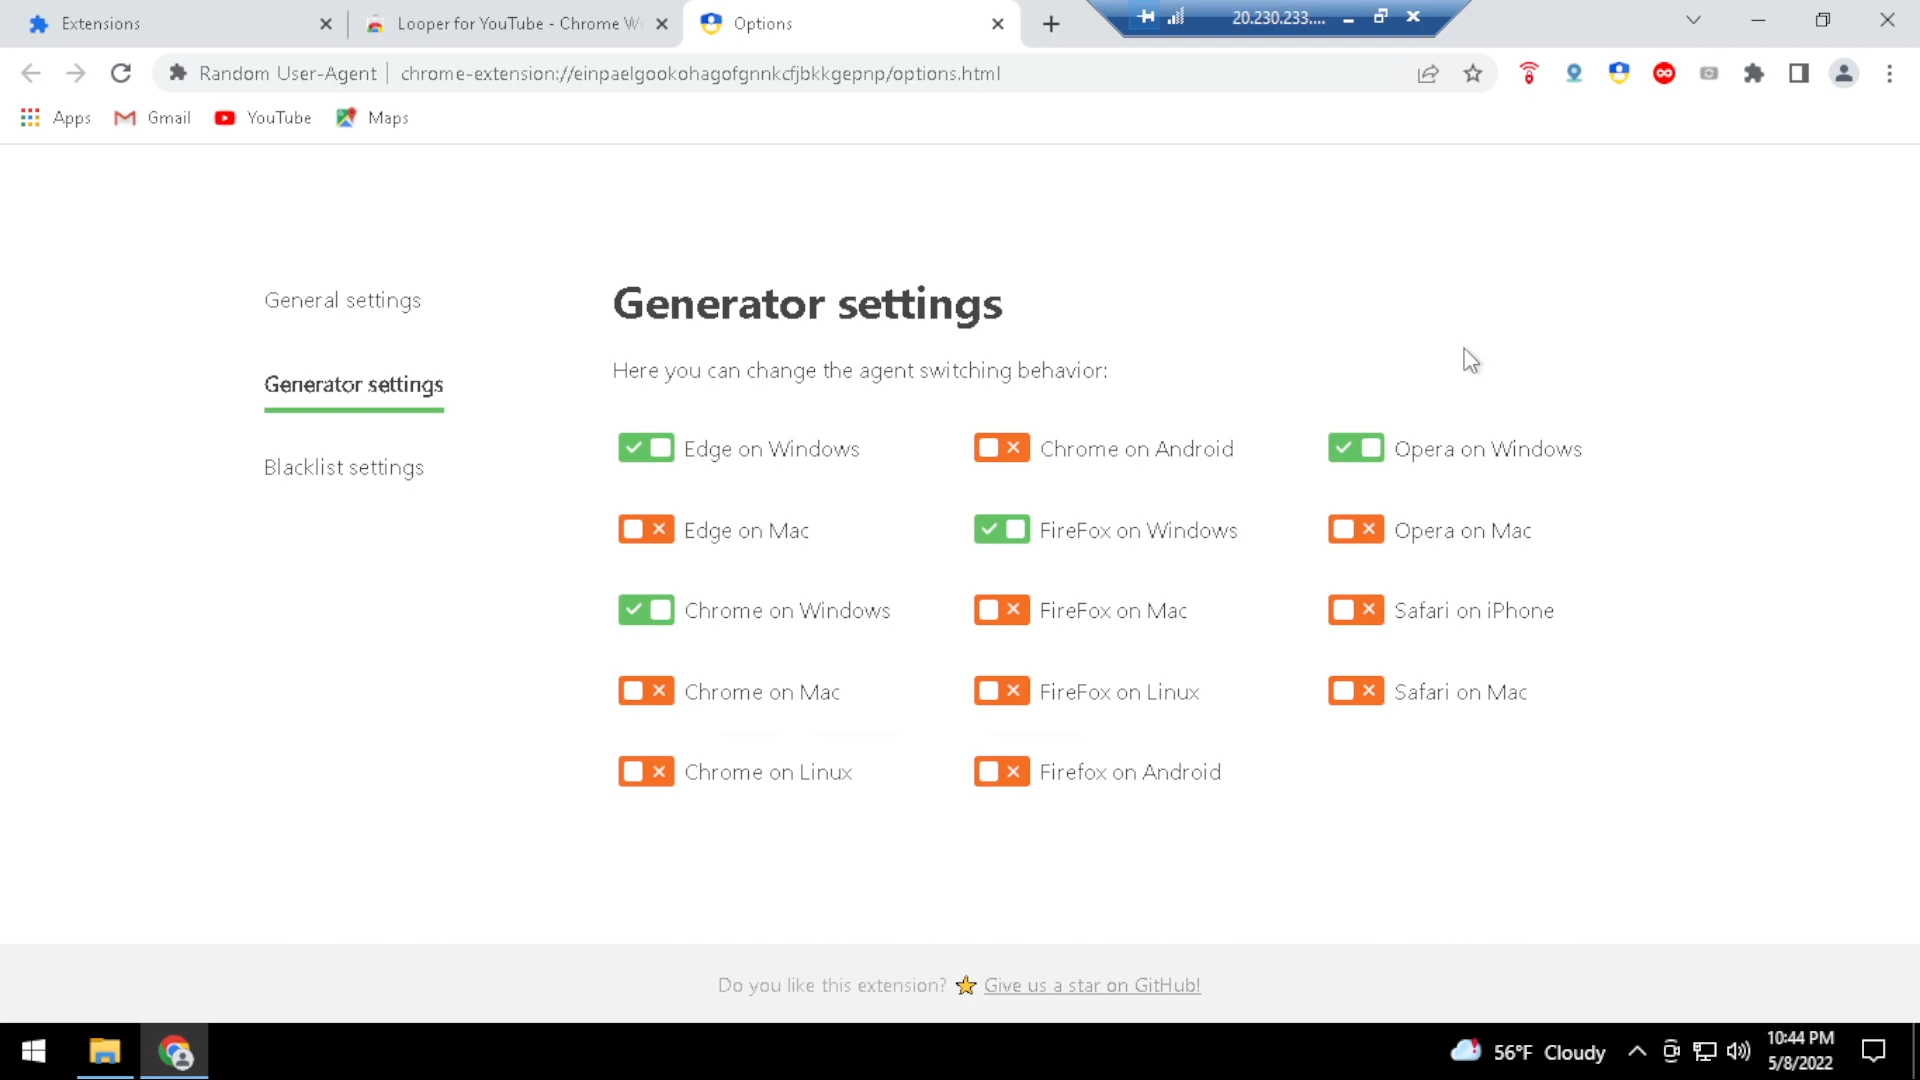 Extensions
Looper for YouTube - Chrome W
Options
20.230.233....
Random User-Agent
chrome-extension://einpaelgookohagofgnnkcfjbkkgepnp/options.html
Apps
Gmail
YouTube
Maps
General settings
Generator settings
Blacklist settings
Generator settings
Here you can change the agent switching behavior:
Edge on Windows
Chrome on Android
Opera on Windows
Edge on Mac
FireFox on Windows
Opera on Mac
Chrome on Windows
FireFox on Mac
Safari on iPhone
Chrome on Mac
FireFox on Linux
Safari on Mac
Chrome on Linux
Firefox on Android
Do you like this extension? ⭐ Give us a star on GitHub!
56°F Cloudy
10:44 PM
5/8/2022